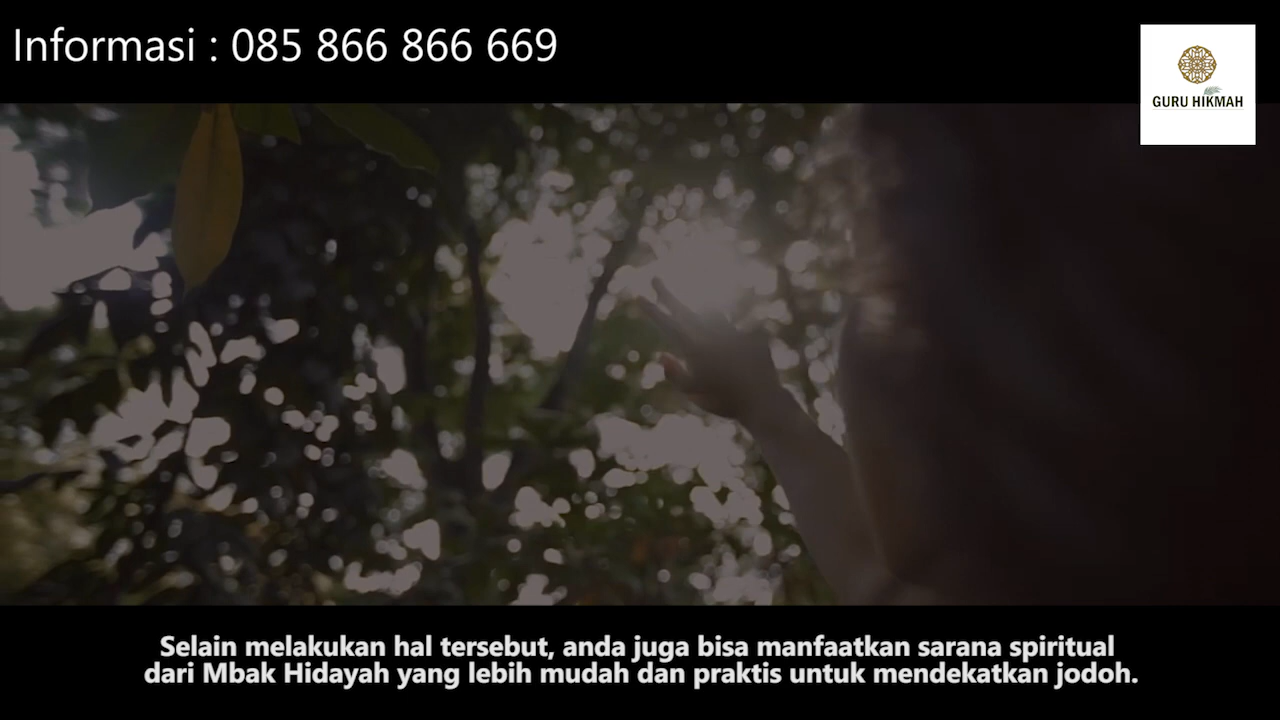 Informasi : 085 866 866 669
GURU HIKMAH
Selain melakukan hal tersebut, anda juga bisa manfaatkan sarana spiritual
dari Mbak Hidayah yang lebih mudah dan praktis untuk mendekatkan jodoh.